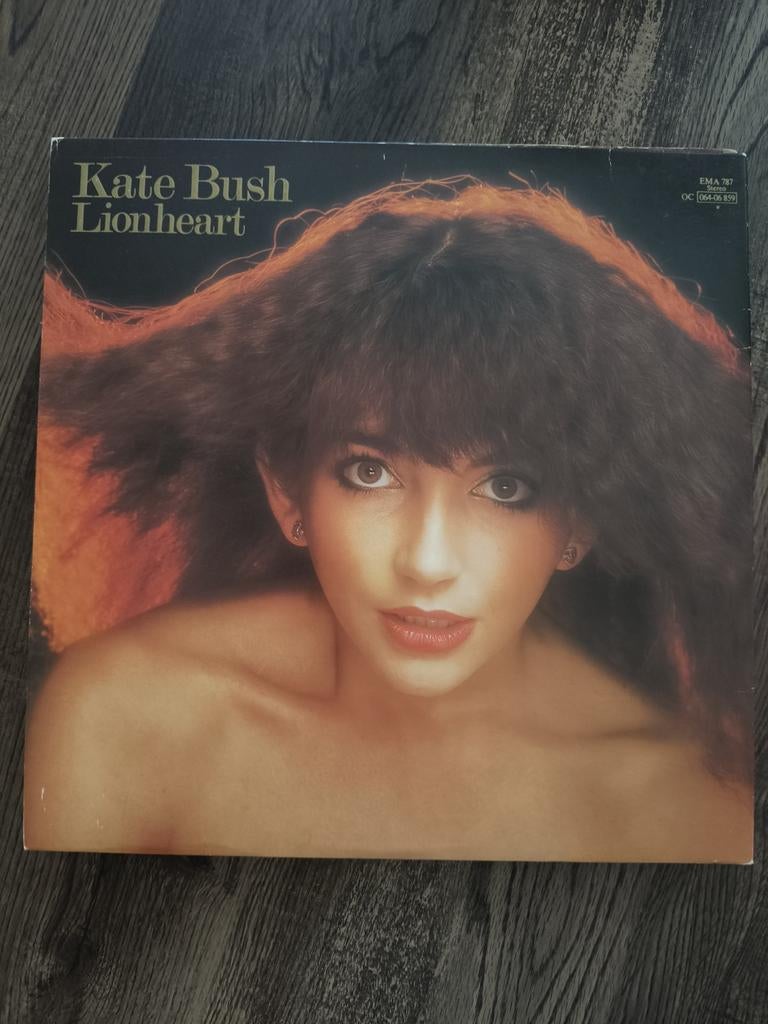 Kate Bush
Lionheart
EMA 787
Stereo
OC 064-06 859